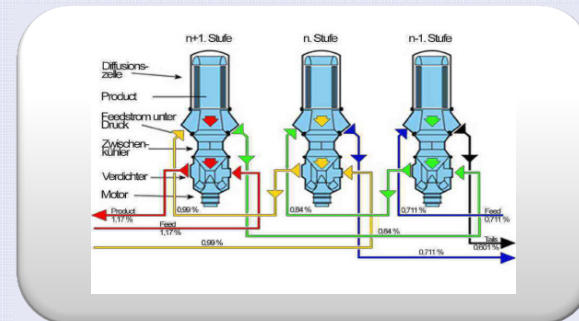 n+1. Stufe
n. Stufe
n-1. Stufe
Diffusions-
zelle
Product
Feedstrom unter
Druck
Zwischen-
kühler
Verdichter
Motor
Product
1,17 %
0,99 %
0,84 %
0,711 %
Feed
0,711 %
Feed
1,17 %
0,99 %
0,84 %
0,711 %
Tails
0,601 %